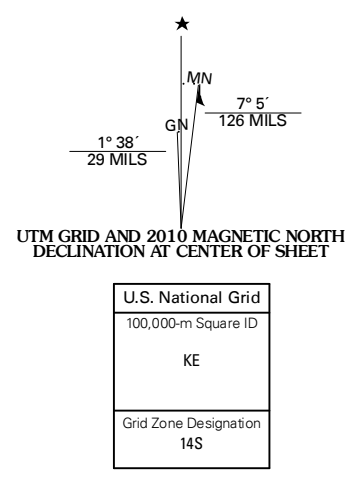 MN
GN
7° 5´
126 MILS
1° 38´
29 MILS
UTM GRID AND 2010 MAGNETIC NORTH
DECLINATION AT CENTER OF SHEET
U.S. National Grid
100,000-m Square ID
KE
Grid Zone Designation
14S